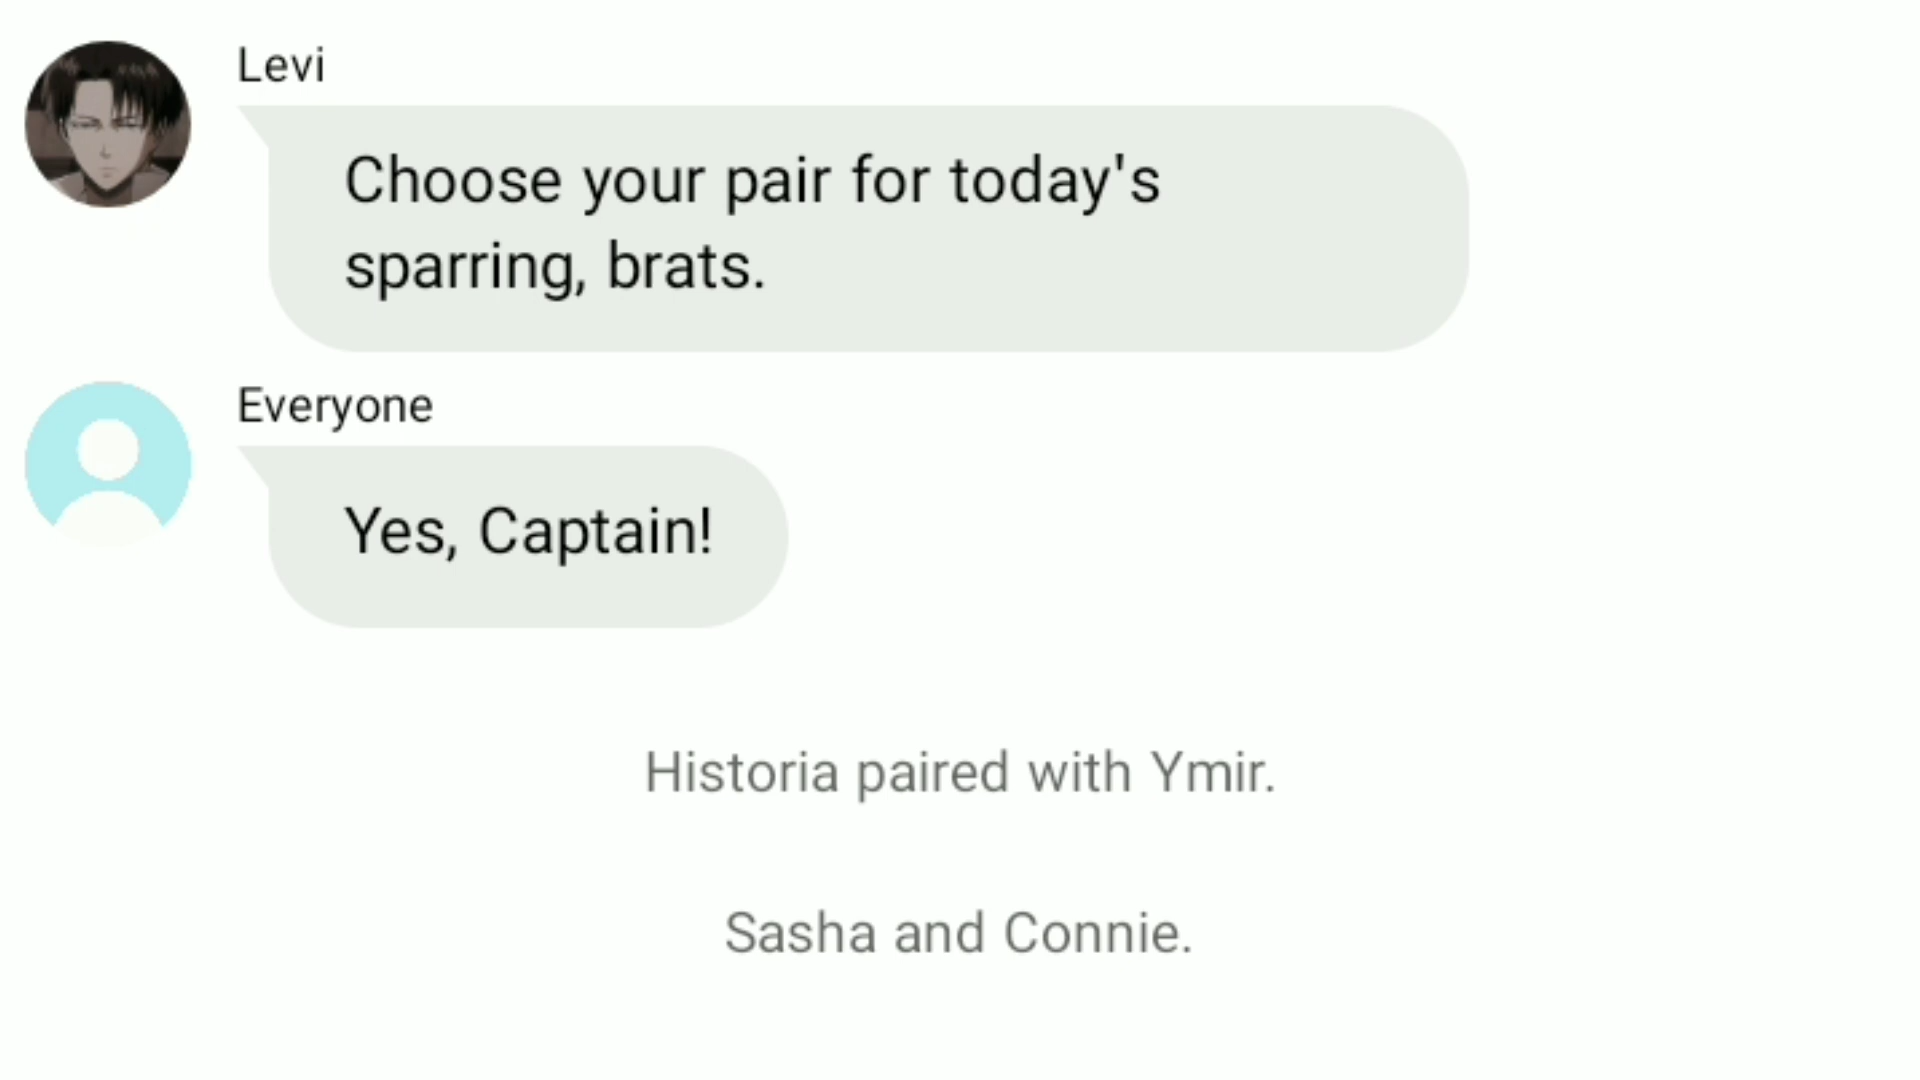 Levi
Choose your pair for today's
sparring, brats.
Everyone
Yes, Captain!
Historia paired with Ymir.
Sasha and Connie.